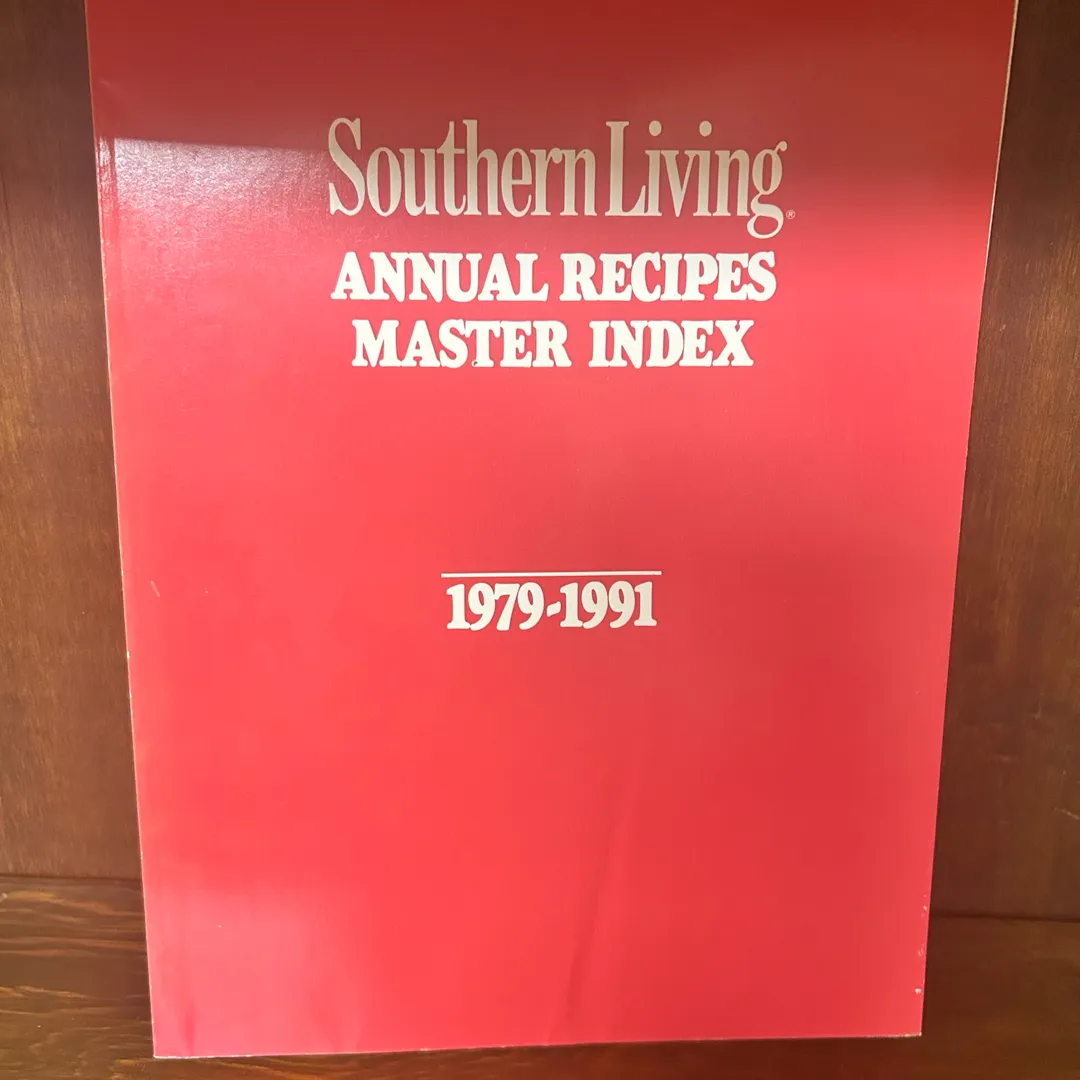 Southern Living®
ANNUAL RECIPES
MASTER INDEX
1979-1991